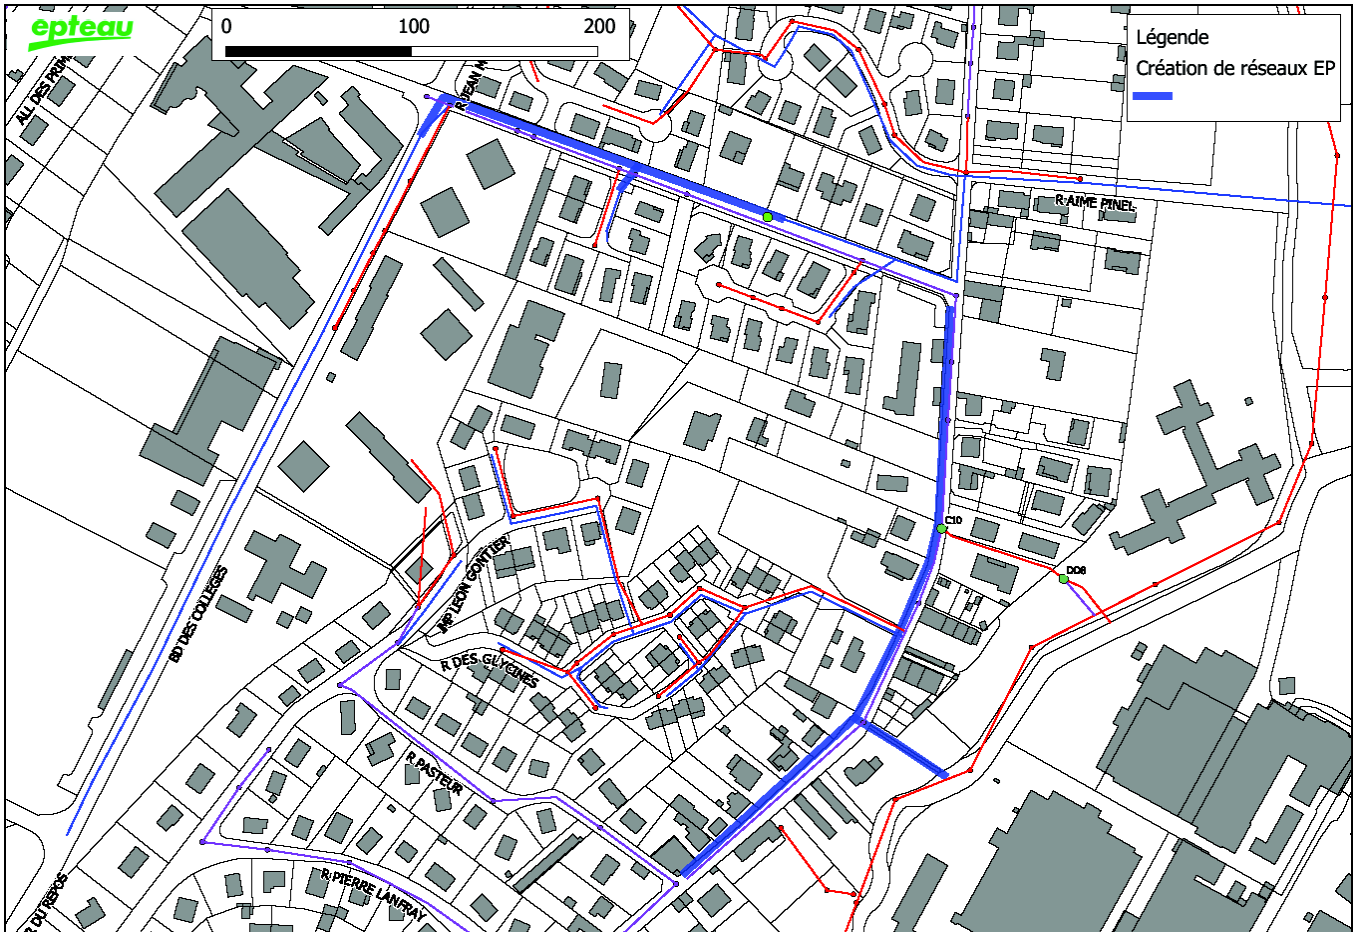 epteau
0 100 200
Légende
Création de réseaux EP
ALL DES PRIM
R JEAN M
R AIME PINEL
C10
DD8
IMP LEON GONTIER
BD DES COLLEGES
R DES GLYCINES
R PASTEUR
R PIERRE LANFRAY
R DU REPOS